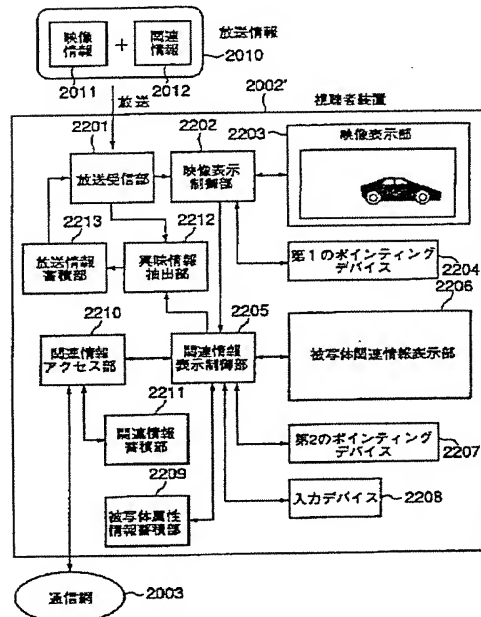 映像
情報
+
関連
情報
放送情報
2010
2011
2012
放送
2002'
視聴者装置
2201
放送受信部
2202
映像表示
制御部
2203
映像表示部
2213
放送情報
蓄積部
2212
興味情報
抽出部
第1のポインティング
デバイス
2204
2210
関連情報
アクセス部
2205
関連情報
表示制御部
2206
被写体関連情報表示部
2211
関連情報
蓄積部
第2のポインティング
デバイス
2207
2209
被写体属性
情報蓄積部
入力デバイス
2208
通信網
2003